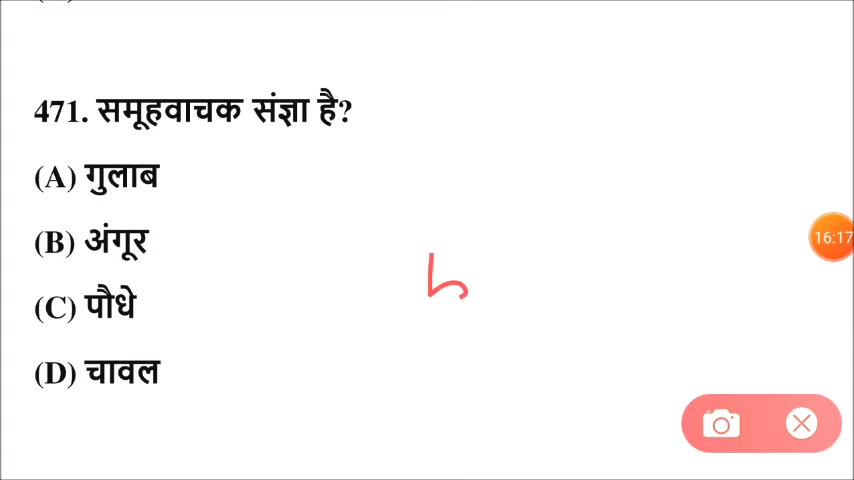 471. समूहवाचक संज्ञा है?
(A) गुलाब
(B) अंगूर
16:17
(C) पौधे
(D) चावल